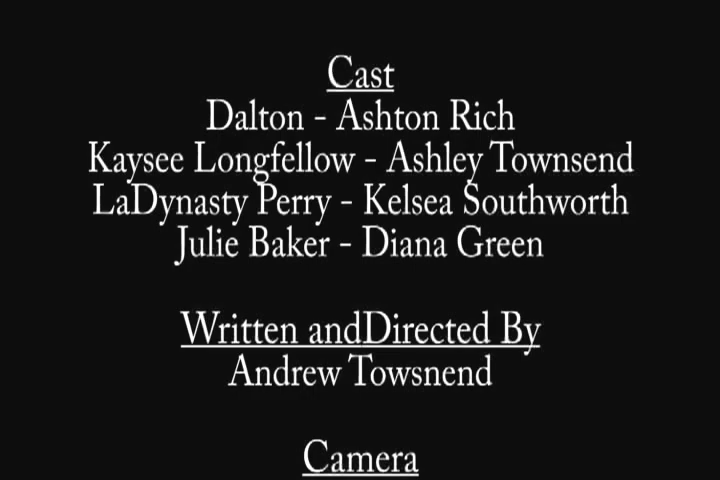 Cast
Dalton - Ashton Rich
Kaysee Longfellow - Ashley Townsend
LaDynasty Perry - Kelsea Southworth
Julie Baker - Diana Green
Written andDirected By
Andrew Towsnend
Camera